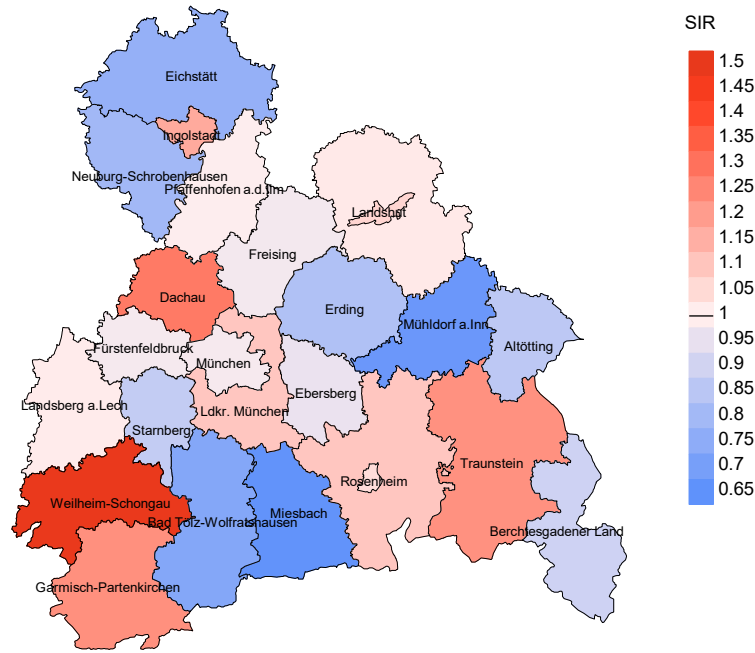 SIR
1.5
1.45
1.4
1.35
1.3
1.25
1.2
1.15
1.1
1.05
1
0.95
0.9
0.85
0.8
0.75
0.7
0.65
Eichstätt
Ingolstadt
Neuburg-Schrobenhausen
Pfaffenhofen a.d.Ilm
Landshut
Freising
Dachau
Erding
Mühldorf a.Inn
Altötting
Fürstenfeldbruck
München
Ebersberg
Landsberg a.Lech
Ldkr. München
Starnberg
Traunstein
Rosenheim
Weilheim-Schongau
Miesbach
Bad Tölz-Wolfratshausen
Berchtesgadener Land
Garmisch-Partenkirchen